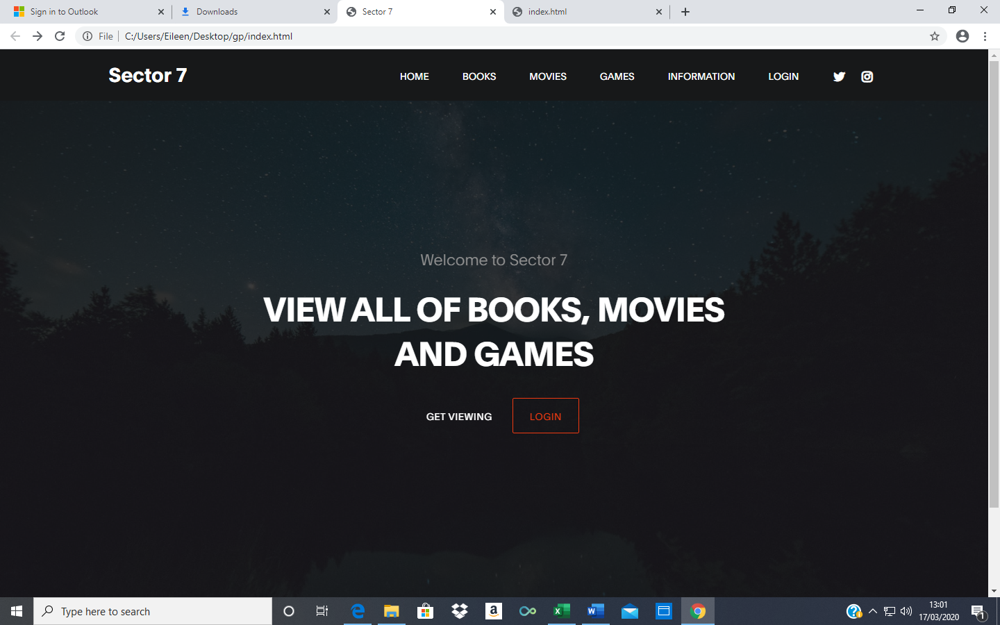 Sign in to Outlook
Downloads
Sector 7
index.html
File
C:/Users/Eileen/Desktop/gp/index.html
Sector 7
HOME
BOOKS
MOVIES
GAMES
INFORMATION
LOGIN
Welcome to Sector 7
VIEW ALL OF BOOKS, MOVIES
AND GAMES
GET VIEWING
LOGIN
Type here to search
13:01
17/03/2020
1